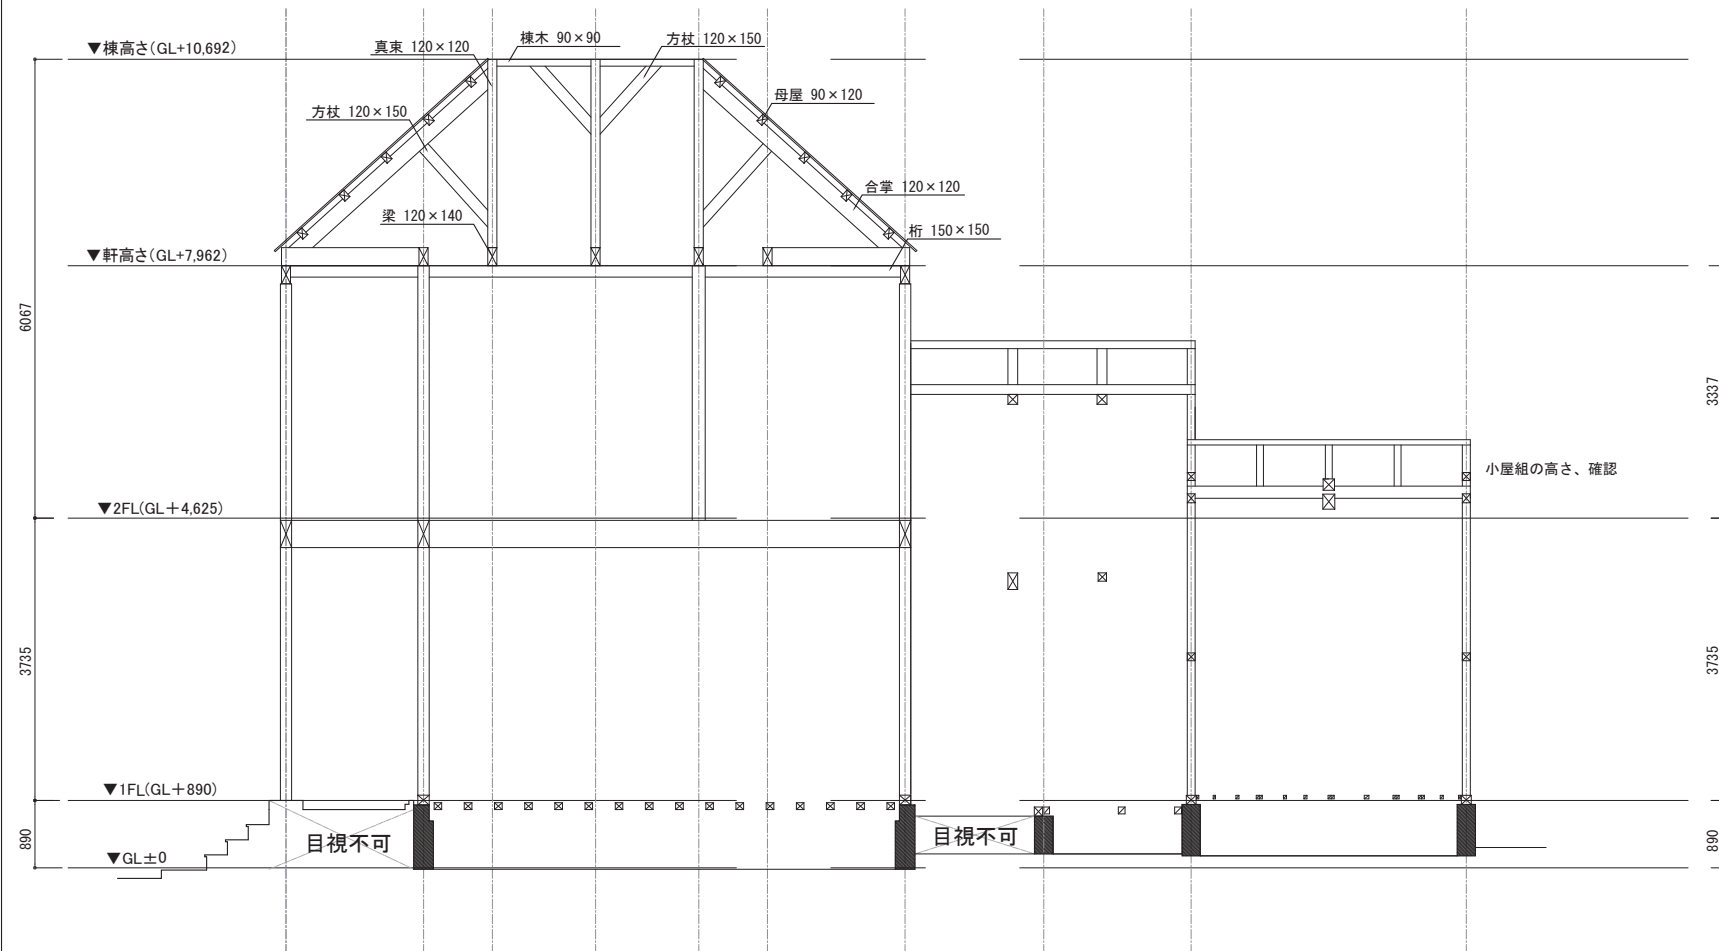 ▼棟高さ(GL+10,692)
真束 120×120
棟木 90×90
方杖 120×150
方杖 120×150
母屋 90×120
合掌 120×120
梁 120×140
桁 150×150
▼軒高さ(GL+7,962)
6067
3337
小屋組の高さ、確認
▼2FL(GL+4,625)
3735
3735
▼1FL(GL+890)
890
目視不可
目視不可
890
▼GL±0